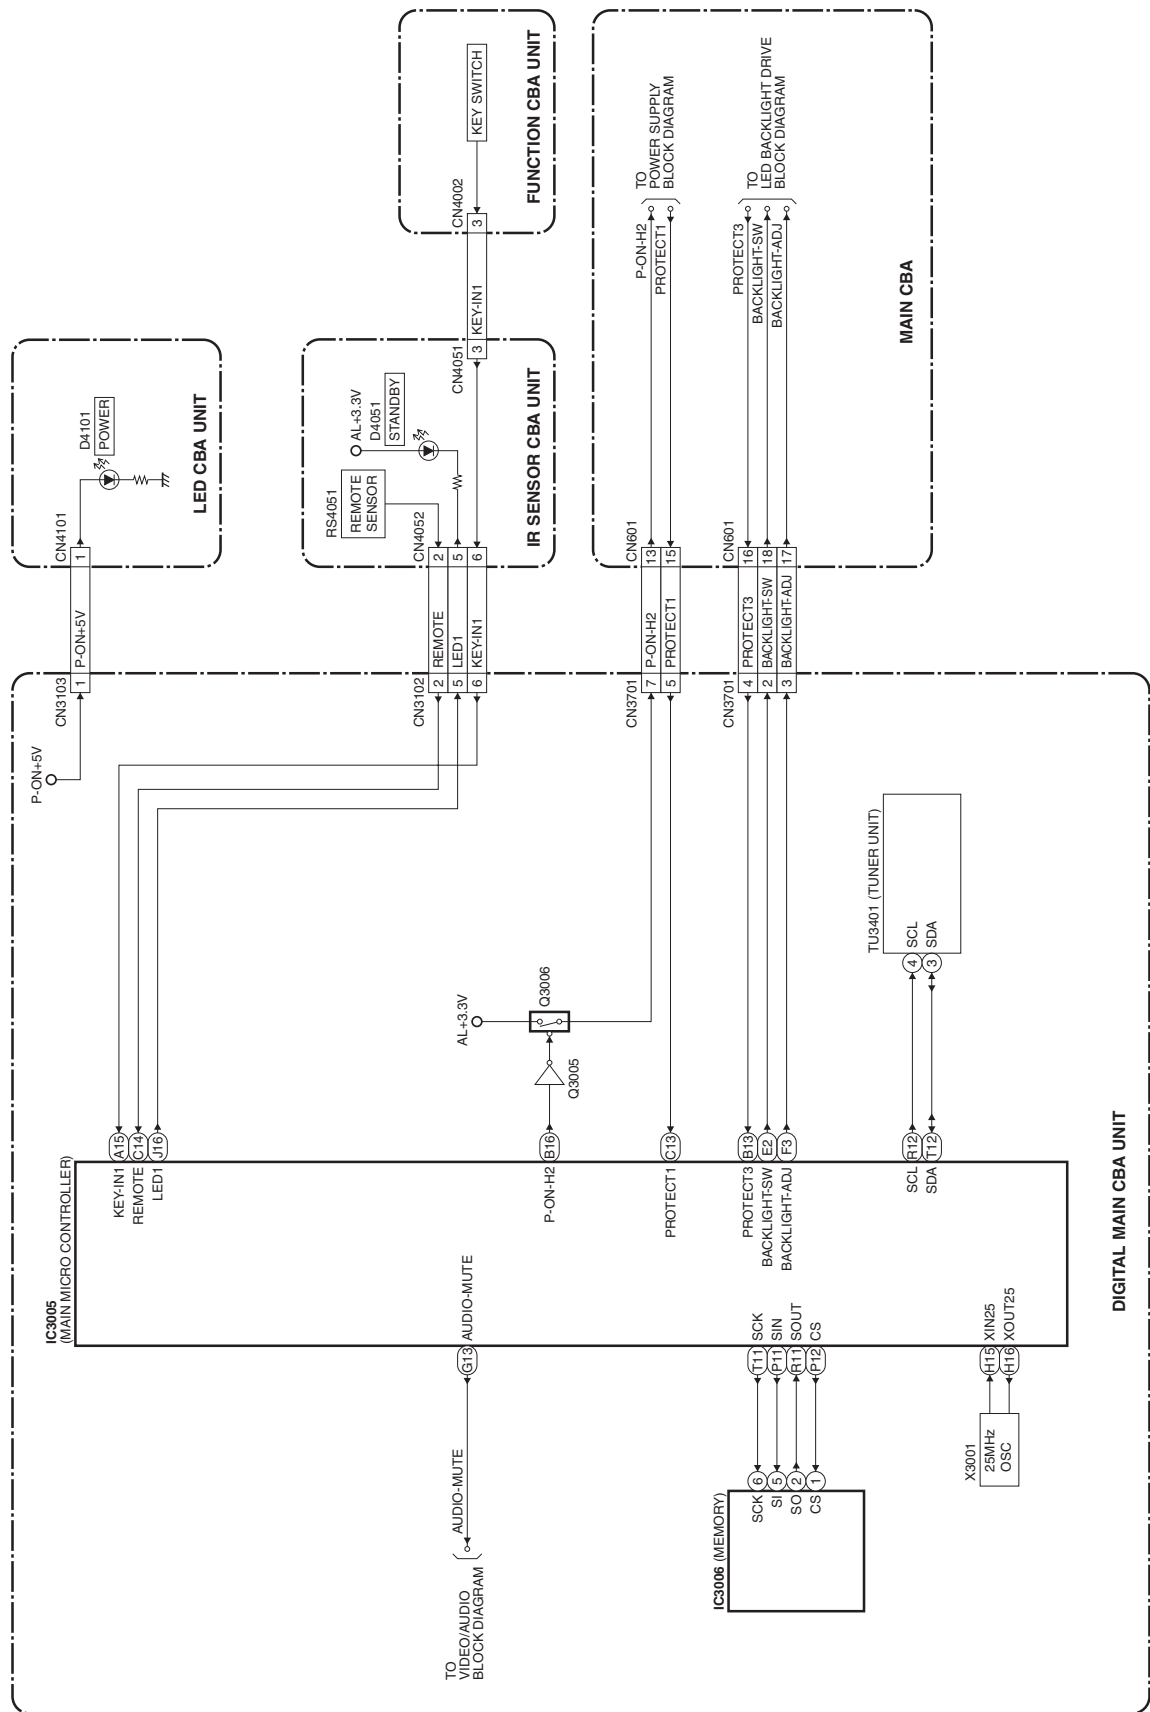 IC3005
(MAIN MICRO CONTROLLER)
KEY-IN1 A15
REMOTE C14
LED1 J16
P-ON-H2 B16
PROTECT1 C13
PROTECT3 B13
BACKLIGHT-SW E2
BACKLIGHT-ADJ F3
SCL R12
SDA T12
G13 AUDIO-MUTE
T11 SCK
P11 SIN
R11 SOUT
P12 CS
H15 XIN25
H16 XOUT25
AUDIO-MUTE
TO
VIDEO/AUDIO
BLOCK DIAGRAM
IC3006 (MEMORY)
SCK 6
SI 5
SO 2
CS 1
X3001
25MHz
OSC
AL+3.3V
Q3005
Q3006
TU3401 (TUNER UNIT)
4 SCL
3 SDA
DIGITAL MAIN CBA UNIT
P-ON+5V
CN3103
1 P-ON+5V 1
CN4101
D4101
POWER
LED CBA UNIT
CN3102
2 REMOTE 2
5 LED1 5
6 KEY-IN1 6
CN4052
RS4051
REMOTE
SENSOR
AL+3.3V
D4051
STANDBY
IR SENSOR CBA UNIT
CN4051
3 KEY-IN1 3
CN4002
KEY SWITCH
FUNCTION CBA UNIT
CN3701
7 P-ON-H2 13
5 PROTECT1 15
CN601
P-ON-H2
PROTECT1
TO
POWER SUPPLY
BLOCK DIAGRAM
CN3701
4 PROTECT3 16
2 BACKLIGHT-SW 18
3 BACKLIGHT-ADJ 17
CN601
PROTECT3
BACKLIGHT-SW
BACKLIGHT-ADJ
TO
LED BACKLIGHT DRIVE
BLOCK DIAGRAM
MAIN CBA